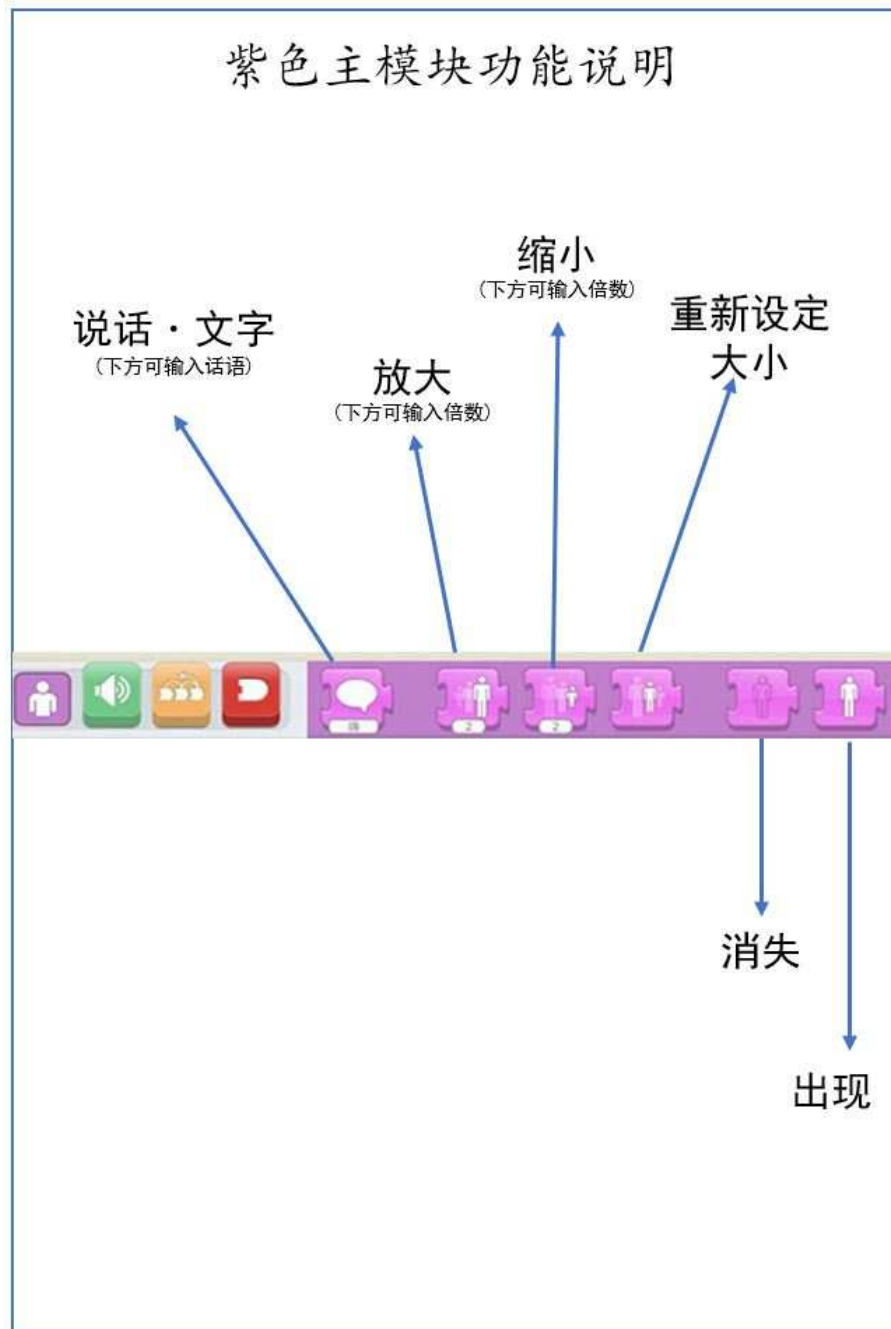 紫色主模块功能说明
缩小
(下方可输入倍数)
说话·文字
(下方可输入话语)
放大
(下方可输入倍数)
重新设定
大小
2
2
消失
出现